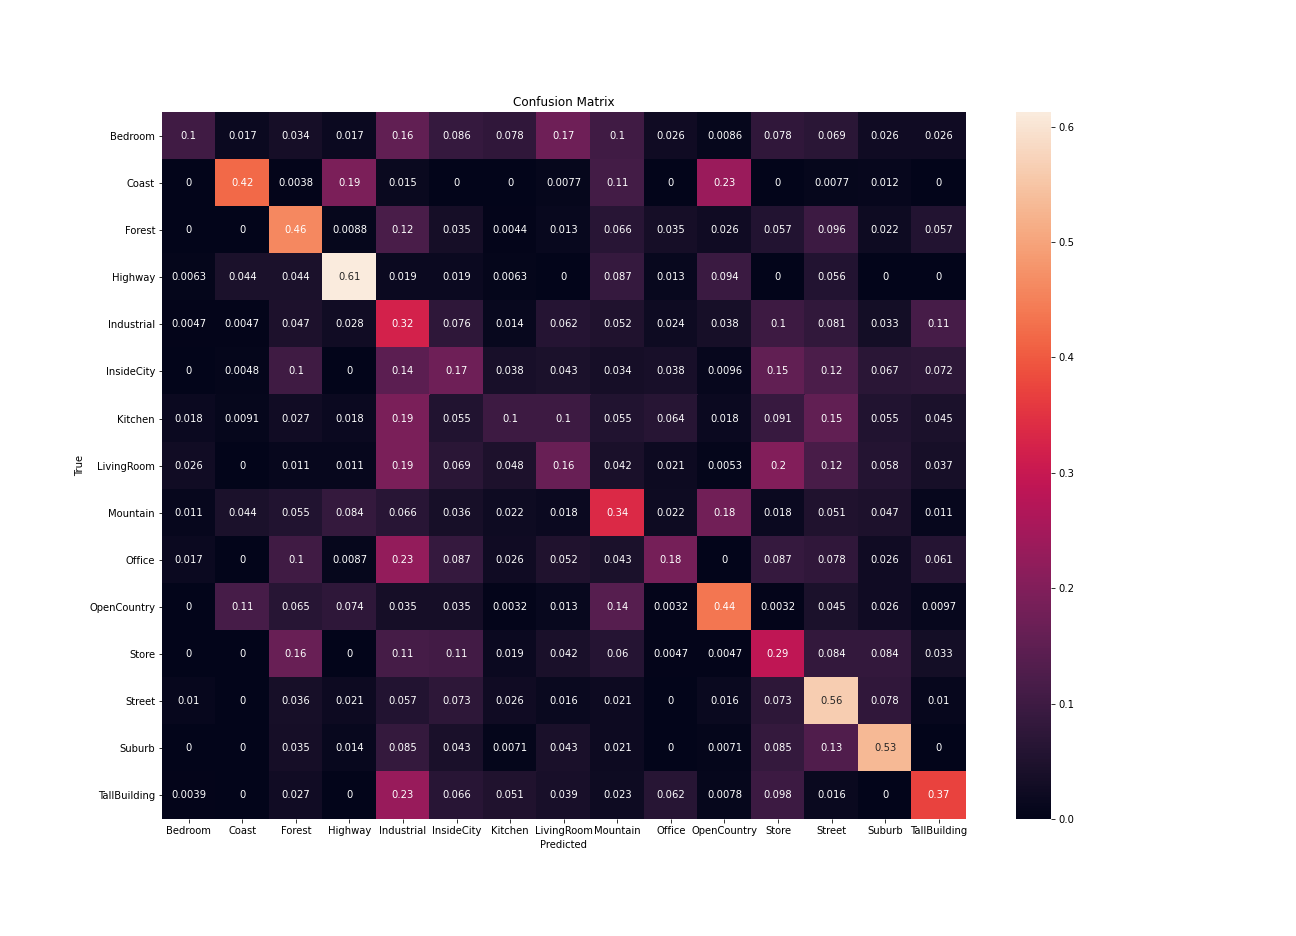 Confusion Matrix
Bedroom 0.1 0.017 0.034 0.017 0.16 0.086 0.078 0.17 0.1 0.026 0.0086 0.078 0.069 0.026 0.026
Coast 0 0.42 0.0038 0.19 0.015 0 0 0.0077 0.11 0 0.23 0 0.0077 0.012 0
Forest 0 0 0.46 0.0088 0.12 0.035 0.0044 0.013 0.066 0.035 0.026 0.057 0.096 0.022 0.057
Highway 0.0063 0.044 0.044 0.61 0.019 0.019 0.0063 0 0.087 0.013 0.094 0 0.056 0 0
Industrial 0.0047 0.0047 0.047 0.028 0.32 0.076 0.014 0.062 0.052 0.024 0.038 0.1 0.081 0.033 0.11
InsideCity 0 0.0048 0.1 0 0.14 0.17 0.038 0.043 0.034 0.038 0.0096 0.15 0.12 0.067 0.072
Kitchen 0.018 0.0091 0.027 0.018 0.19 0.055 0.1 0.1 0.055 0.064 0.018 0.091 0.15 0.055 0.045
LivingRoom 0.026 0 0.011 0.011 0.19 0.069 0.048 0.16 0.042 0.021 0.0053 0.2 0.12 0.058 0.037
Mountain 0.011 0.044 0.055 0.084 0.066 0.036 0.022 0.018 0.34 0.022 0.18 0.018 0.051 0.047 0.011
Office 0.017 0 0.1 0.0087 0.23 0.087 0.026 0.052 0.043 0.18 0 0.087 0.078 0.026 0.061
OpenCountry 0 0.11 0.065 0.074 0.035 0.035 0.0032 0.013 0.14 0.0032 0.44 0.0032 0.045 0.026 0.0097
Store 0 0 0.16 0 0.11 0.11 0.019 0.042 0.06 0.0047 0.0047 0.29 0.084 0.084 0.033
Street 0.01 0 0.036 0.021 0.057 0.073 0.026 0.016 0.021 0 0.016 0.073 0.56 0.078 0.01
Suburb 0 0 0.035 0.014 0.085 0.043 0.0071 0.043 0.021 0 0.0071 0.085 0.13 0.53 0
TallBuilding 0.0039 0 0.027 0 0.23 0.066 0.051 0.039 0.023 0.062 0.0078 0.098 0.016 0 0.37
Bedroom Coast Forest Highway Industrial InsideCity Kitchen LivingRoom Mountain Office OpenCountry Store Street Suburb TallBuilding
Predicted
True
0.6
0.5
0.4
0.3
0.2
0.1
0.0